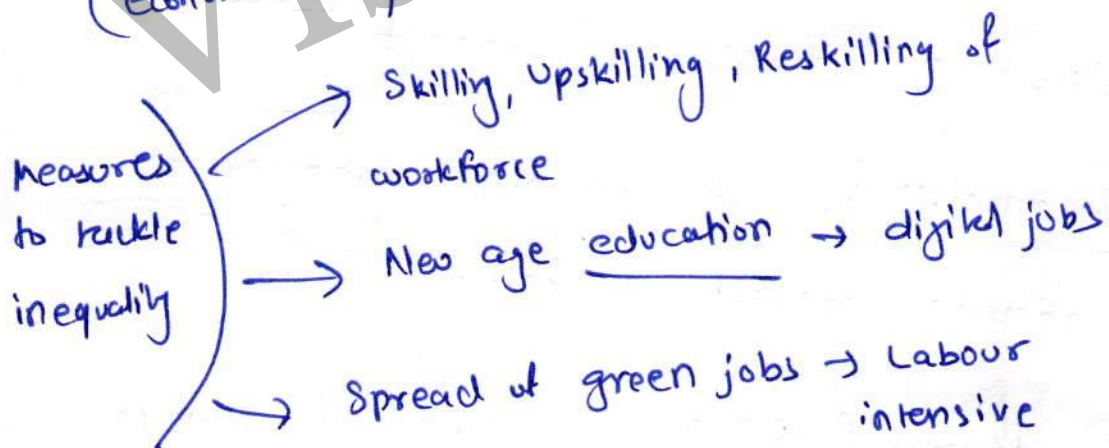 Skilling, Upskilling, Reskilling of
workforce
Measures
to tackle
inequality
New age education → digital jobs
Spread of green jobs → Labour
intensive